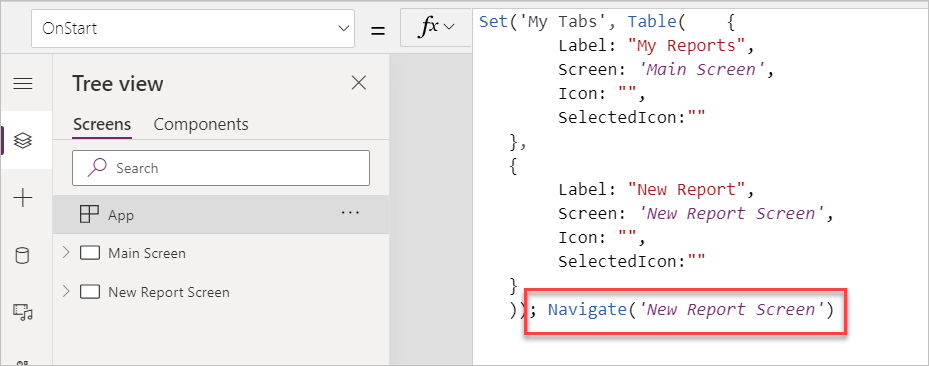 OnStart
=
fx
Set('My Tabs', Table(    {
Label: "My Reports",
Screen: 'Main Screen',
Icon: "",
SelectedIcon:""
},
{
Label: "New Report",
Screen: 'New Report Screen',
Icon: "",
SelectedIcon:""
}
)); Navigate('New Report Screen')
Tree view
Screens
Components
Search
App
...
Main Screen
New Report Screen